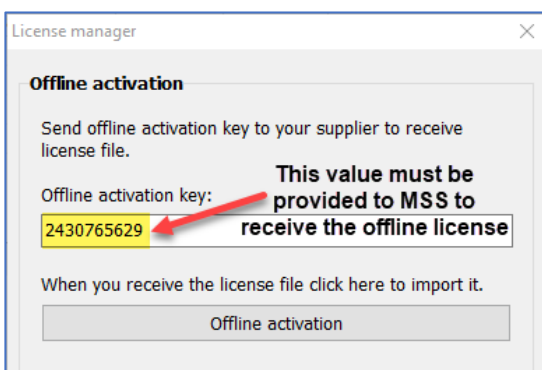 License manager
Offline activation
Send offline activation key to your supplier to receive
license file.
This value must be
Offline activation key:
provided to MSS to
2430765629
receive the offline license
When you receive the license file click here to import it.
Offline activation